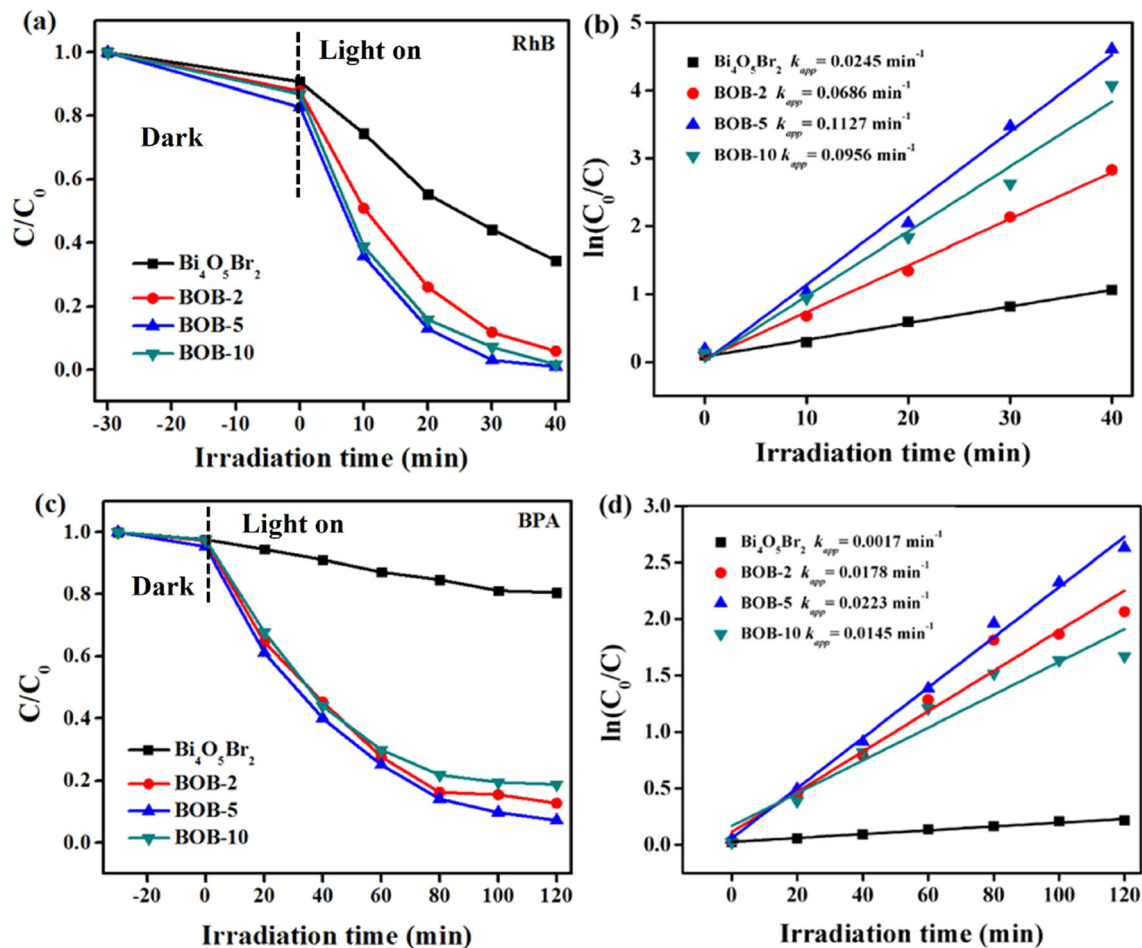 (a)
Light on
RhB
Dark
C/C₀
1.0
0.8
0.6
0.4
0.2
0.0
Bi₄O₅Br₂
BOB-2
BOB-5
BOB-10
-30 -20 -10 0 10 20 30 40
Irradiation time (min)
(b)
ln(C₀/C)
5
4
3
2
1
0
Bi₄O₅Br₂ kapp= 0.0245 min⁻¹
BOB-2 kapp= 0.0686 min⁻¹
BOB-5 kapp= 0.1127 min⁻¹
BOB-10 kapp= 0.0956 min⁻¹
0 10 20 30 40
Irradiation time (min)
(c)
Light on
BPA
Dark
C/C₀
1.0
0.8
0.6
0.4
0.2
0.0
Bi₄O₅Br₂
BOB-2
BOB-5
BOB-10
-20 0 20 40 60 80 100 120
Irradiation time (min)
(d)
ln(C₀/C)
3.0
2.5
2.0
1.5
1.0
0.5
0.0
Bi₄O₅Br₂ kapp= 0.0017 min⁻¹
BOB-2 kapp= 0.0178 min⁻¹
BOB-5 kapp= 0.0223 min⁻¹
BOB-10 kapp= 0.0145 min⁻¹
0 20 40 60 80 100 120
Irradiation time (min)